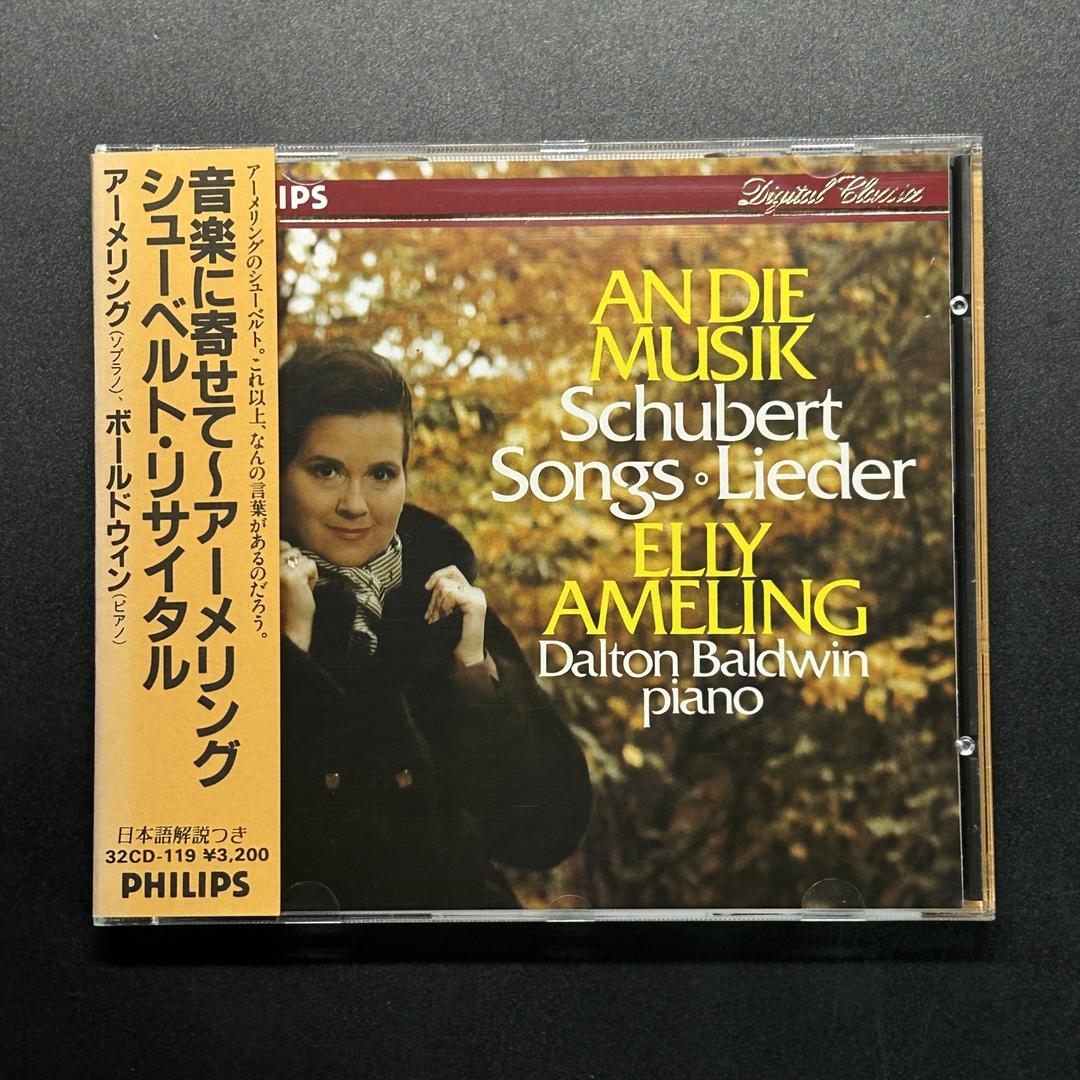 アーメリングのシューベルト。これ以上、なんの言葉があるのだろう。
音楽に寄せて〜アーメリング
シューベルト・リサイタル
アーメリング(ソプラノ)、ボールドウィン(ピアノ)
日本語解説つき
32CD-119 ¥3,200
PHILIPS
IPS
Digital Classics
AN DIE
MUSIK
Schubert
Songs ∘ Lieder
ELLY
AMELING
Dalton Baldwin
piano